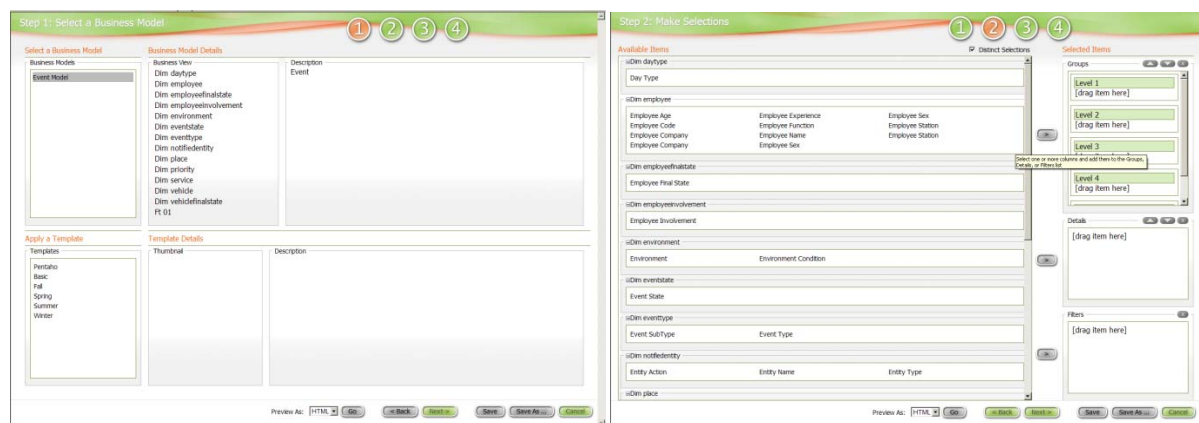 Step 1: Select a Business Model
1 2 3 4
Select a Business Model
Business Models
Event Model
Business Model Details
Business View
Dim daytype
Dim employee
Dim employeefinalstate
Dim employeeinvolvement
Dim environment
Dim eventstate
Dim eventtype
Dim notifiedentity
Dim place
Dim priority
Dim service
Dim vehicle
Dim vehiclefinalstate
Ft 01
Description
Event
Apply a Template
Templates
Pentaho
Basic
Fall
Spring
Summer
Winter
Template Details
Thumbnail
Description
Preview As: HTML Go < Back Next > Save Save As ... Cancel
Step 2: Make Selections
1 2 3 4
Available Items
Distinct Selections
Dim daytype
Day Type
Dim employee
Employee Age Employee Experience Employee Sex
Employee Code Employee Function Employee Station
Employee Company Employee Name Employee Station
Employee Company Employee Sex
Dim employeefinalstate
Employee Final State
Dim employeeinvolvement
Employee Involvement
Dim environment
Environment Environment Condition
Dim eventstate
Event State
Dim eventtype
Event SubType Event Type
Dim notifiedentity
Entity Action Entity Name Entity Type
Dim place
Select one or more columns and add them to the Groups,
Details, or Filters list
Selected Items
Groups
Level 1
[drag item here]
Level 2
[drag item here]
Level 3
Level 4
[drag item here]
Details
[drag item here]
Filters
[drag item here]
Preview As: HTML Go < Back Next > Save Save As ... Cancel